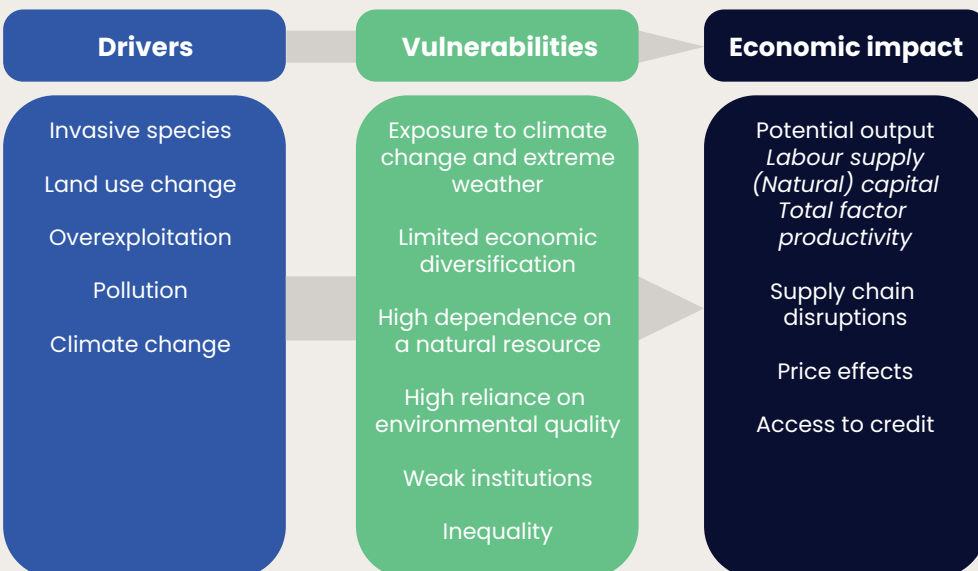 Drivers
Vulnerabilities
Economic impact
Invasive species
Land use change
Overexploitation
Pollution
Climate change
Exposure to climate
change and extreme
weather
Limited economic
diversification
High dependence on
a natural resource
High reliance on
environmental quality
Weak institutions
Inequality
Potential output
Labour supply
(Natural) capital
Total factor
productivity
Supply chain
disruptions
Price effects
Access to credit